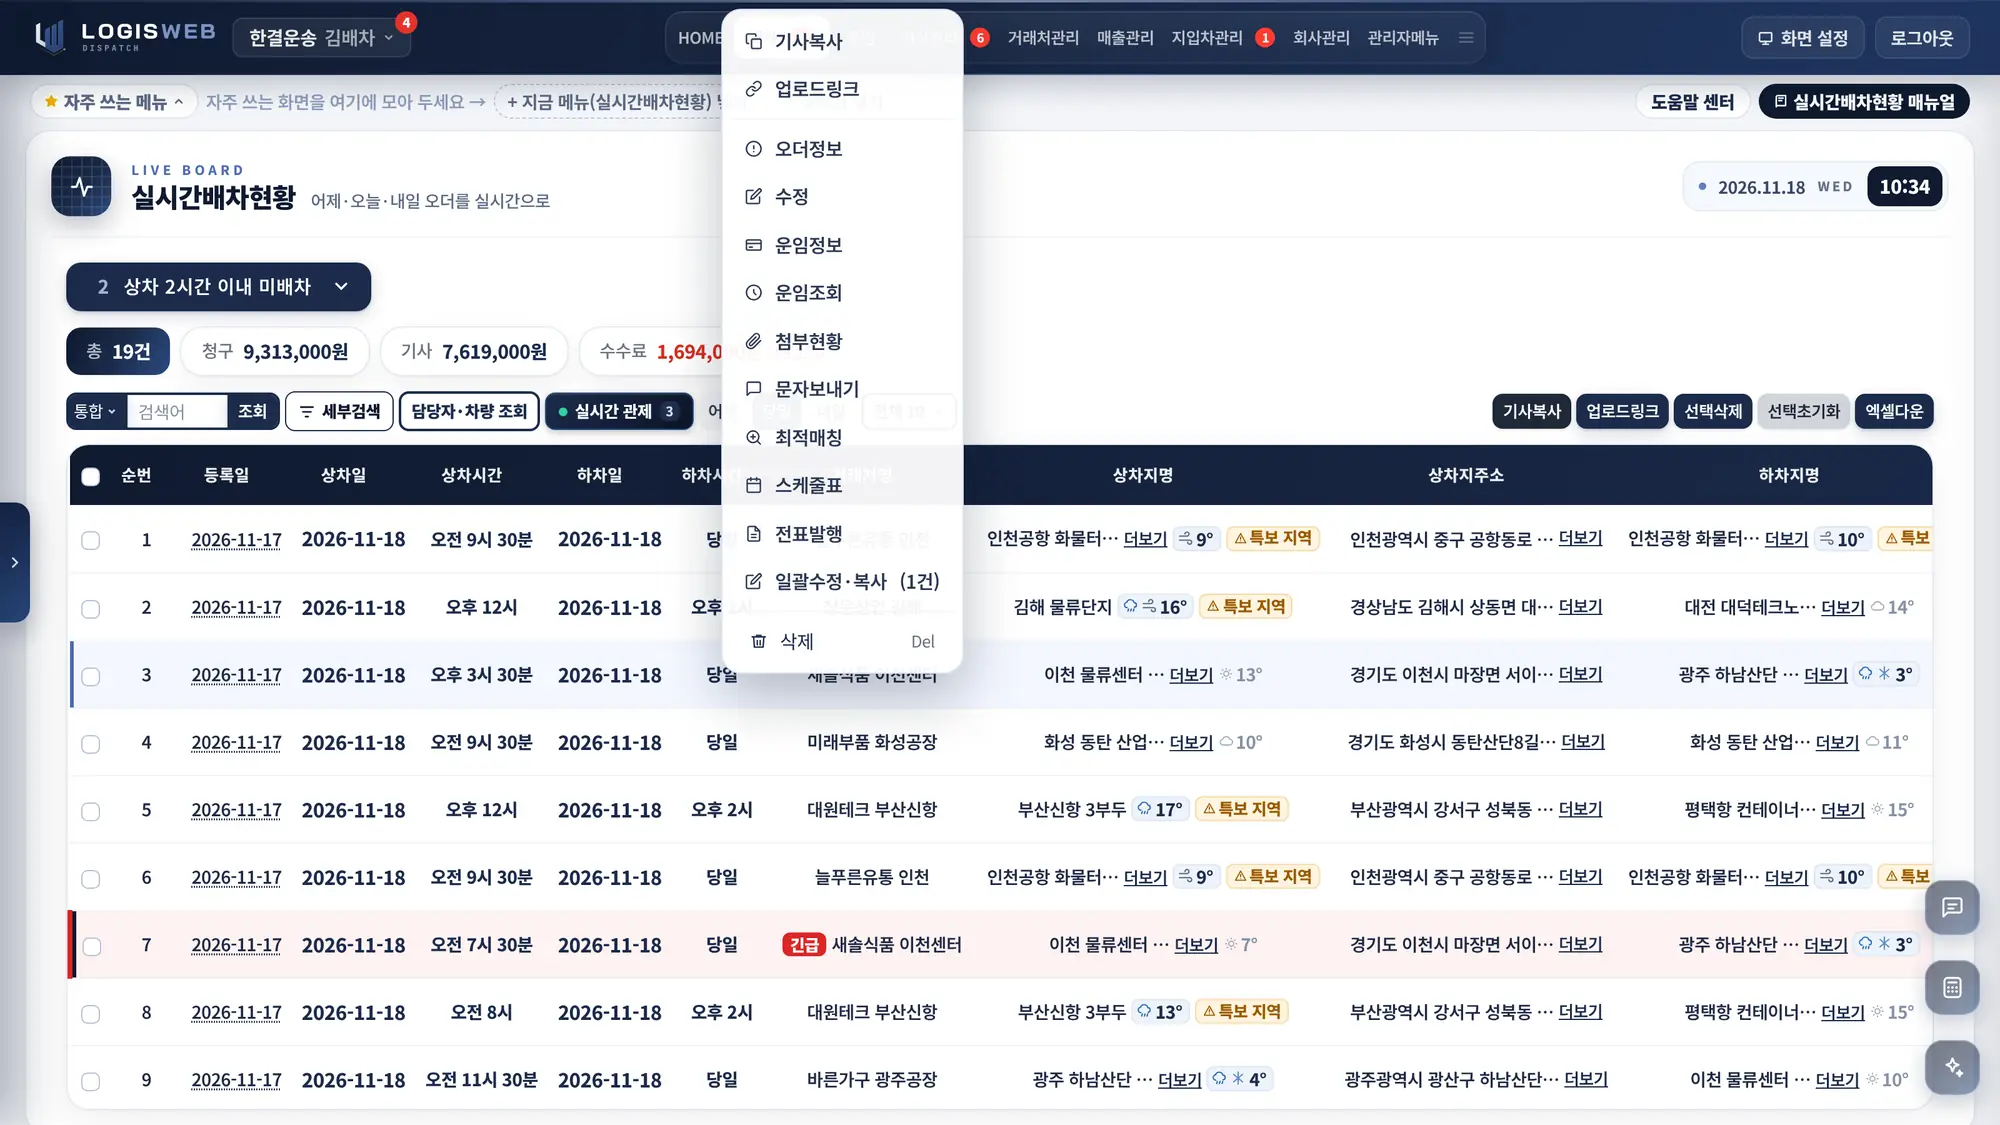 LOGISWEB
DISPATCH
한결운송 김배차
4
HOME
6
거래처관리
매출관리
지입차관리
1
회사관리
관리자메뉴
화면 설정
로그아웃
자주 쓰는 메뉴
자주 쓰는 화면을 여기에 모아 두세요 →
+ 지금 메뉴(실시간배차현황)
도움말 센터
실시간배차현황 매뉴얼
LIVE BOARD
실시간배차현황 어제·오늘·내일 오더를 실시간으로
2026.11.18 WED 10:34
2 상차 2시간 이내 미배차
총 19건
청구 9,313,000원
기사 7,619,000원
수수료 1,694,0
통합
검색어
조회
세부검색
담당자·차량 조회
실시간 관제 3
기사복사
업로드링크
선택삭제
선택초기화
엑셀다운
기사복사
업로드링크
오더정보
수정
운임정보
운임조회
첨부현황
문자보내기
최적매칭
스케줄표
전표발행
일괄수정·복사 (1건)
삭제 Del
순번 등록일 상차일 상차시간 하차일 상차지명 상차지주소 하차지명
1 2026-11-17 2026-11-18 오전 9시 30분 2026-11-18 인천공항 화물터··· 더보기 9° 특보 지역 인천광역시 중구 공항동로 ··· 더보기 인천공항 화물터··· 더보기 10° 특보
2 2026-11-17 2026-11-18 오후 12시 2026-11-18 오후 김해 물류단지 16° 특보 지역 경상남도 김해시 상동면 대··· 더보기 대전 대덕테크노··· 더보기 14°
3 2026-11-17 2026-11-18 오후 3시 30분 2026-11-18 당일 새솔식품 이천센터 이천 물류센터 ··· 더보기 13° 경기도 이천시 마장면 서이··· 더보기 광주 하남산단 ··· 더보기 3°
4 2026-11-17 2026-11-18 오전 9시 30분 2026-11-18 당일 미래부품 화성공장 화성 동탄 산업··· 더보기 10° 경기도 화성시 동탄산단8길··· 더보기 화성 동탄 산업··· 더보기 11°
5 2026-11-17 2026-11-18 오후 12시 2026-11-18 오후 2시 대원테크 부산신항 부산신항 3부두 17° 특보 지역 부산광역시 강서구 성북동 ··· 더보기 평택항 컨테이너··· 더보기 15°
6 2026-11-17 2026-11-18 오전 9시 30분 2026-11-18 당일 늘푸른유통 인천 인천공항 화물터··· 더보기 9° 특보 지역 인천광역시 중구 공항동로 ··· 더보기 인천공항 화물터··· 더보기 10° 특보
7 2026-11-17 2026-11-18 오전 7시 30분 2026-11-18 당일 긴급 새솔식품 이천센터 이천 물류센터 ··· 더보기 7° 경기도 이천시 마장면 서이··· 더보기 광주 하남산단 ··· 더보기 3°
8 2026-11-17 2026-11-18 오전 8시 2026-11-18 오후 2시 대원테크 부산신항 부산신항 3부두 13° 특보 지역 부산광역시 강서구 성북동 ··· 더보기 평택항 컨테이너··· 더보기 15°
9 2026-11-17 2026-11-18 오전 11시 30분 2026-11-18 당일 바른가구 광주공장 광주 하남산단 ··· 더보기 4° 광주광역시 광산구 하남산단··· 더보기 이천 물류센터 ··· 더보기 10°